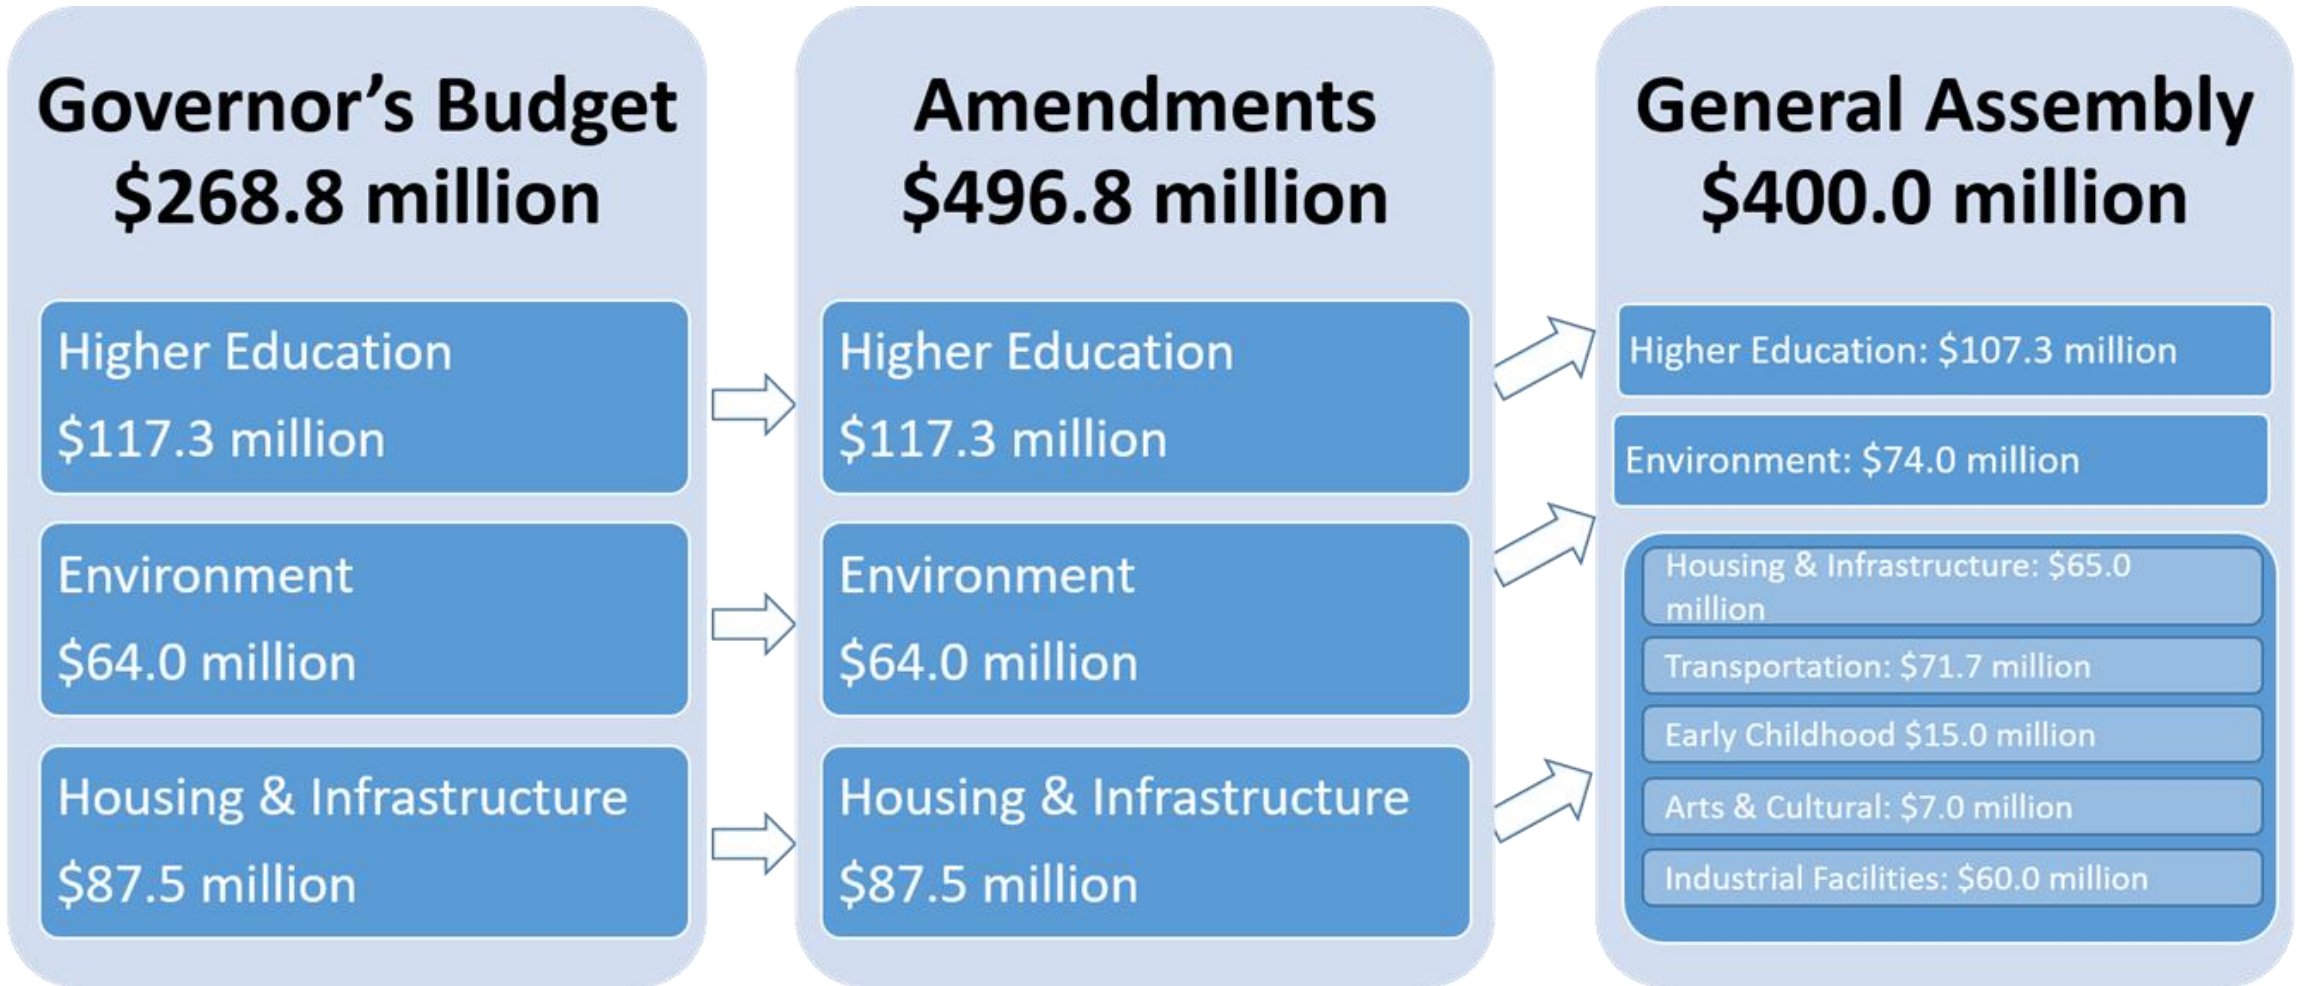 Governor’s Budget
$268.8 million
Higher Education
$117.3 million
Environment
$64.0 million
Housing & Infrastructure
$87.5 million
Amendments
$496.8 million
Higher Education
$117.3 million
Environment
$64.0 million
Housing & Infrastructure
$87.5 million
General Assembly
$400.0 million
Higher Education: $107.3 million
Environment: $74.0 million
Housing & Infrastructure: $65.0
million
Transportation: $71.7 million
Early Childhood $15.0 million
Arts & Cultural: $7.0 million
Industrial Facilities: $60.0 million